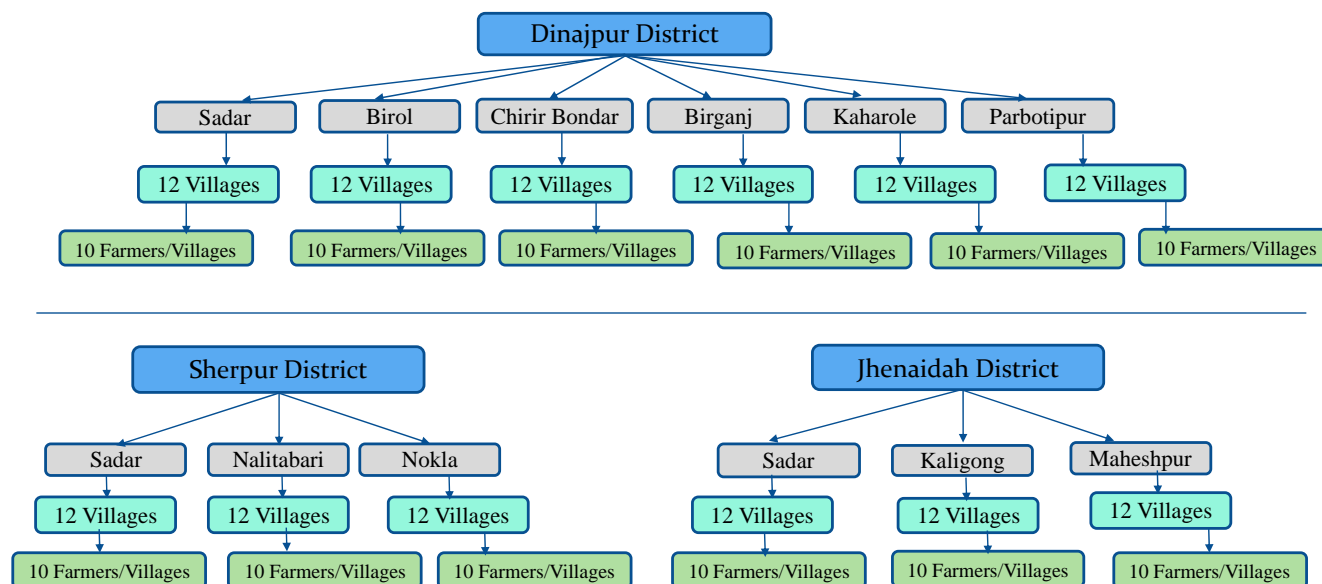 Dinajpur District
Sadar
Birol
Chirir Bondar
Birganj
Kaharole
Parbotipur
12 Villages
12 Villages
12 Villages
12 Villages
12 Villages
12 Villages
10 Farmers/Villages
10 Farmers/Villages
10 Farmers/Villages
10 Farmers/Villages
10 Farmers/Villages
10 Farmers/Villages
Sherpur District
Sadar
Nalitabari
Nokla
12 Villages
12 Villages
12 Villages
10 Farmers/Villages
10 Farmers/Villages
10 Farmers/Villages
Jhenaidah District
Sadar
Kaligong
Maheshpur
12 Villages
12 Villages
12 Villages
10 Farmers/Villages
10 Farmers/Villages
10 Farmers/Villages